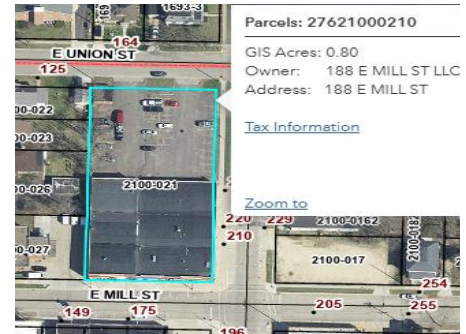 1693-3
169
164
E UNION ST
125
00-022
00-023
00-026
2100-021
00-027
220
229
2100-0162
210
2100-017
2100-0182
254
E MILL ST
149
175
205
255
196
Parcels: 27621000210
GIS Acres: 0.80
Owner: 188 E MILL ST LLC
Address: 188 E MILL ST
Tax Information
Zoom to